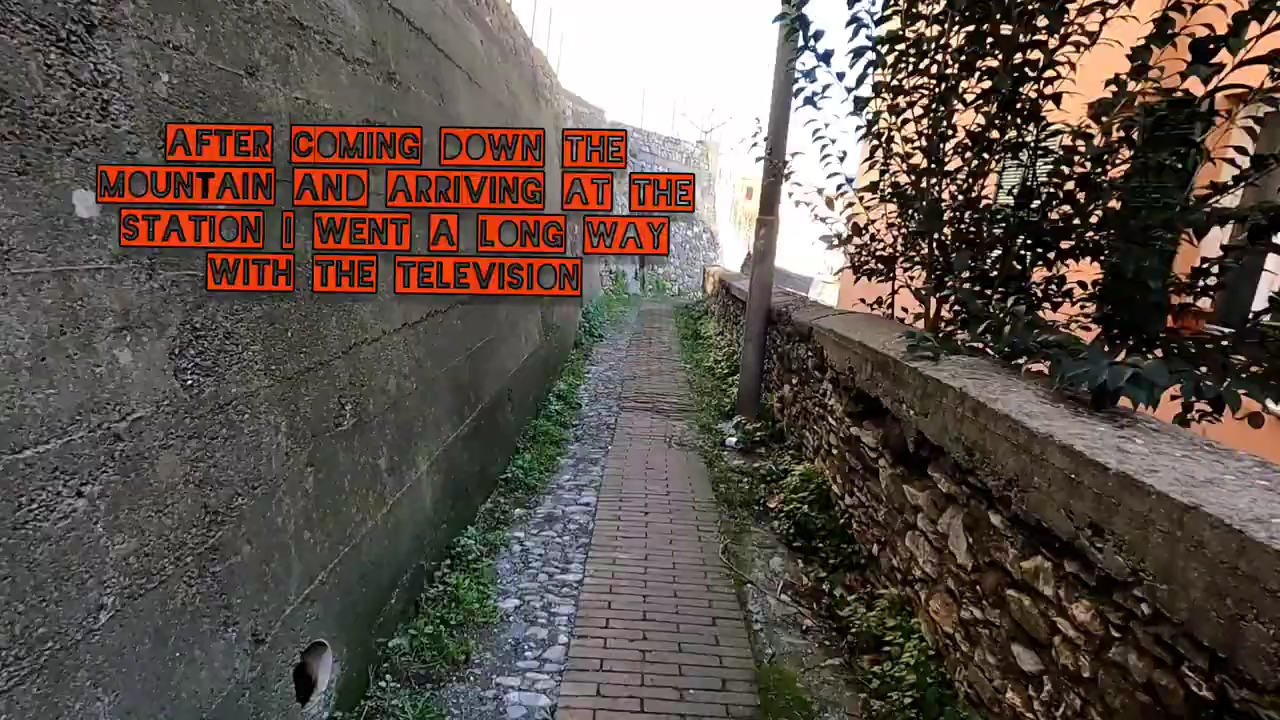 AFTER COMING DOWN THE
MOUNTAIN AND ARRIVING AT THE
STATION I WENT A LONG WAY
WITH THE TELEVISION